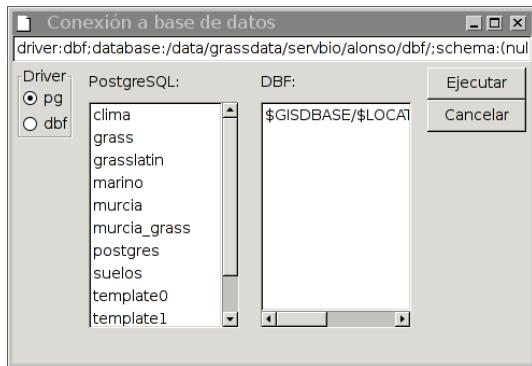 Conexión a base de datos
driver:dbf;database:/data/grassdata/servbio/alonso/dbf/;schema:(nul
Driver
pg
dbf
PostgreSQL:
clima
grass
grasslatin
marino
murcia
murcia_grass
postgres
suelos
template0
template1
DBF:
$GISDBASE/$LOCAT
Ejecutar
Cancelar